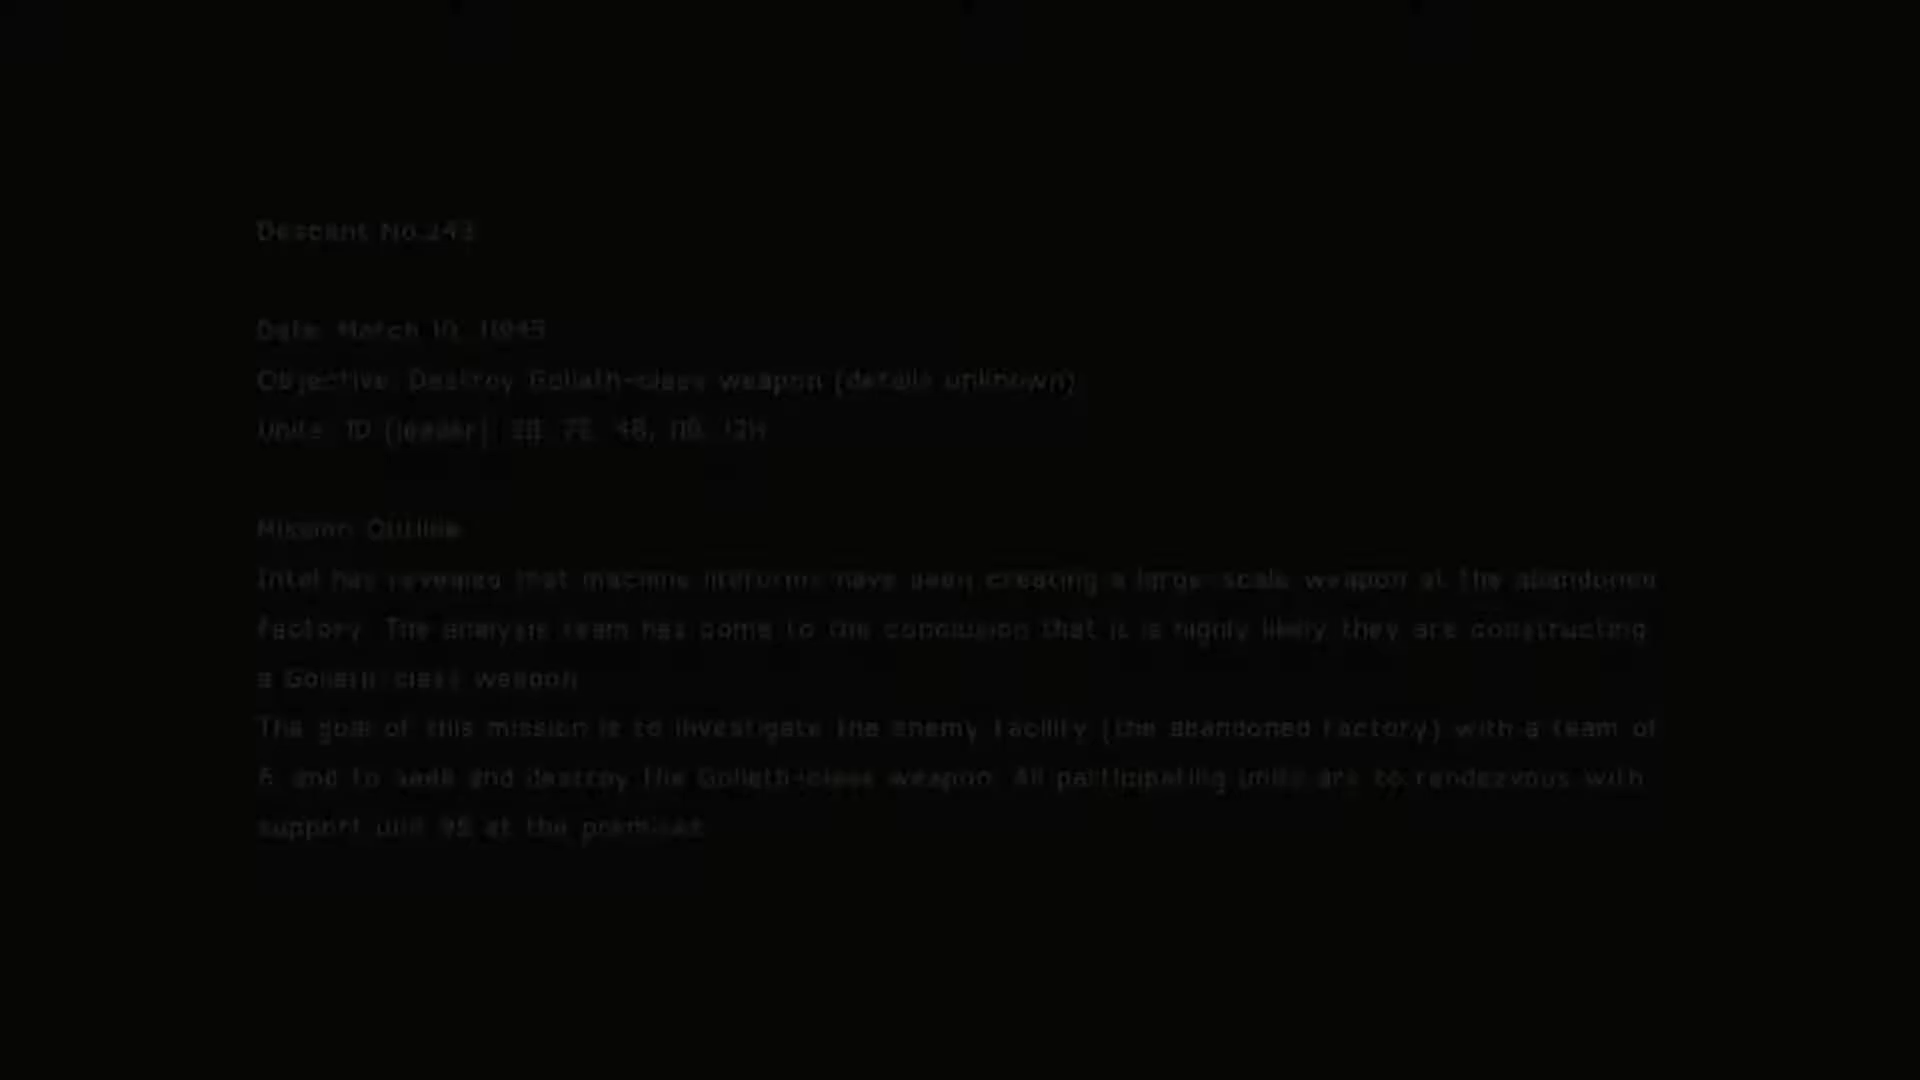 Descent No.243
Date: March 10, 11945
Objective: Destroy Goliath-class weapon (details unknown)
Units: 1D (leader), 2B, 7E, 4B, 11B, 12H
Mission Outline
Intel has revealed that machine lifeforms have been creating a large-scale weapon at the abandoned
factory. The analysis team has come to the conclusion that it is highly likely they are constructing
a Goliath-class weapon.
The goal of this mission is to investigate the enemy facility (the abandoned factory) with a team of
6, and to seek and destroy the Goliath-class weapon. All participating units are to rendezvous with
support unit 9S at the premises.